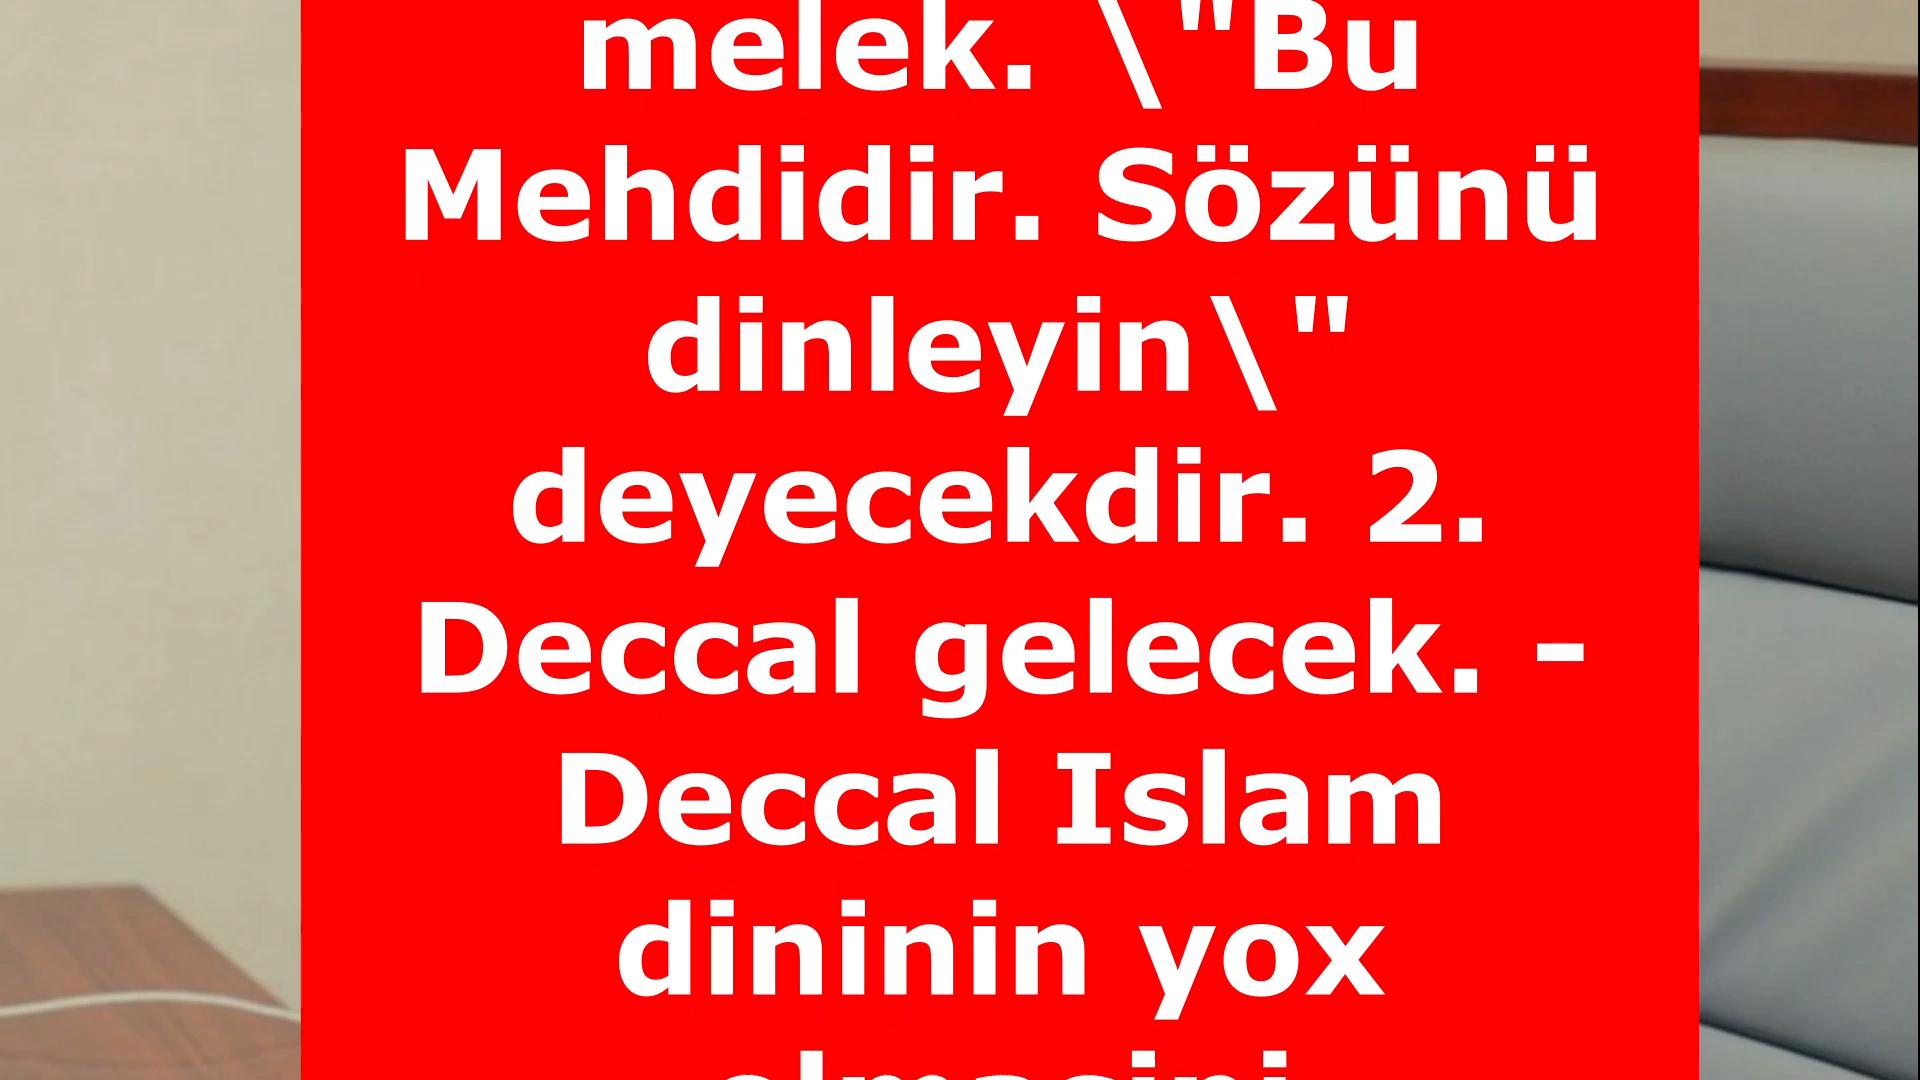 melek. \"Bu
Mehdidir. Sözünü
dinleyin\"
deyecekdir. 2.
Deccal gelecek. -
Deccal Islam
dininin yox